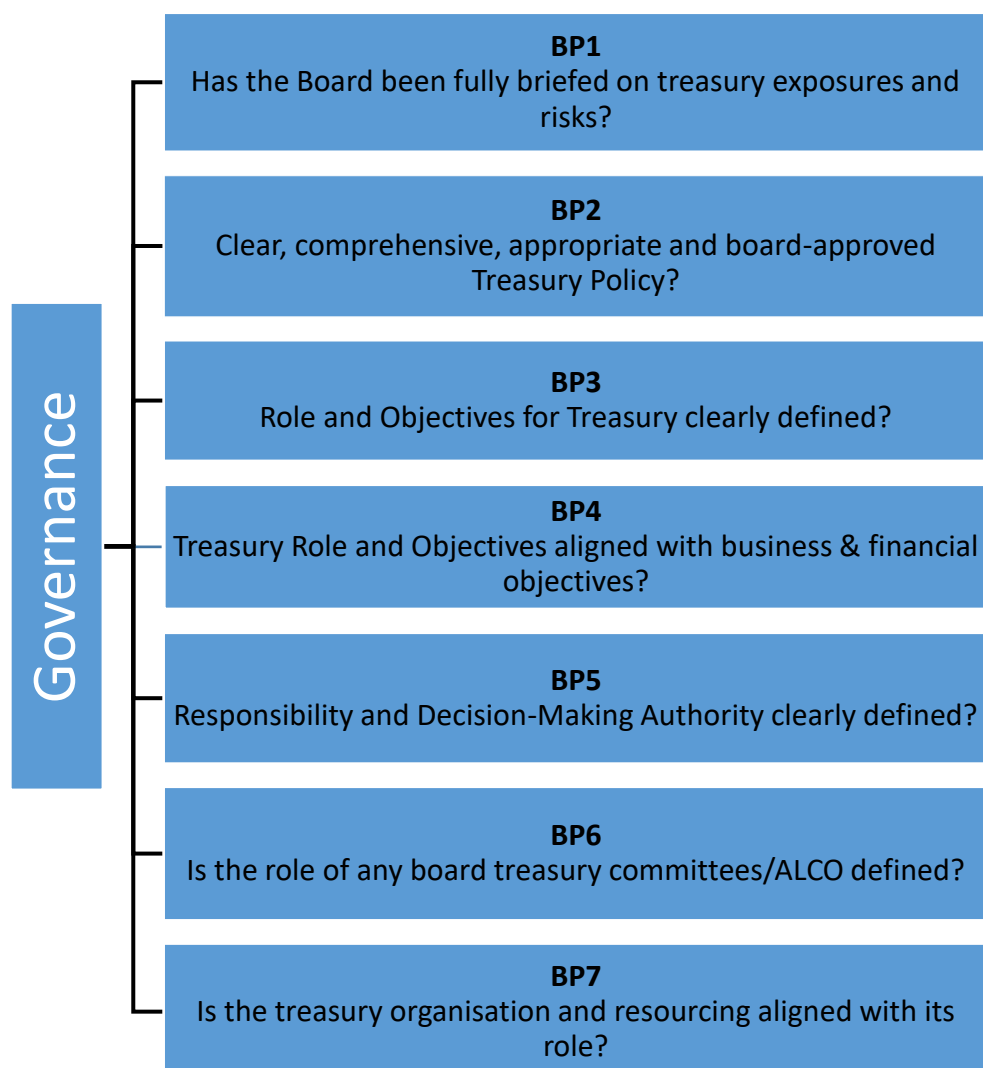 Governance
BP1
Has the Board been fully briefed on treasury exposures and
risks?
BP2
Clear, comprehensive, appropriate and board-approved
Treasury Policy?
BP3
Role and Objectives for Treasury clearly defined?
BP4
Treasury Role and Objectives aligned with business & financial
objectives?
BP5
Responsibility and Decision-Making Authority clearly defined?
BP6
Is the role of any board treasury committees/ALCO defined?
BP7
Is the treasury organisation and resourcing aligned with its
role?